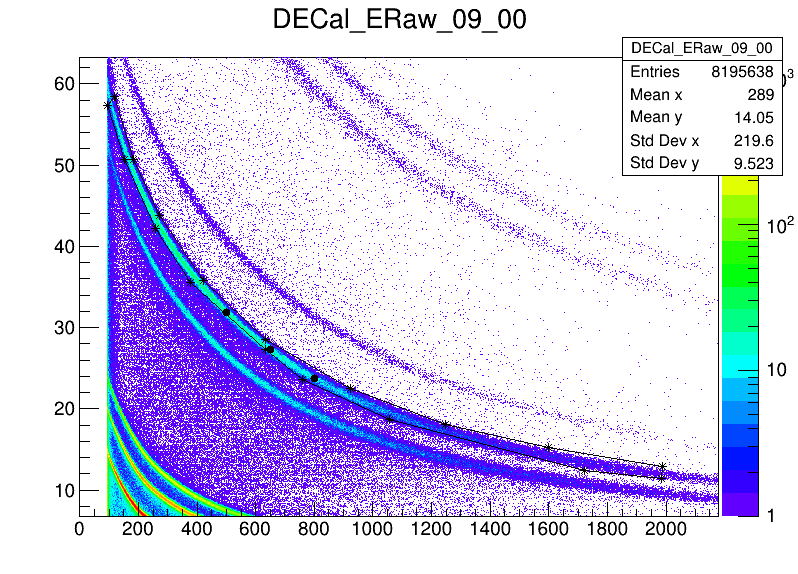 DECal_ERaw_09_00
DECal_ERaw_09_00
Entries 8195638
Mean x 289
Mean y 14.05
Std Dev x 219.6
Std Dev y 9.523
60
50
40
30
20
10
0 200 400 600 800 1000 1200 1400 1600 1800 2000
10²
10
1